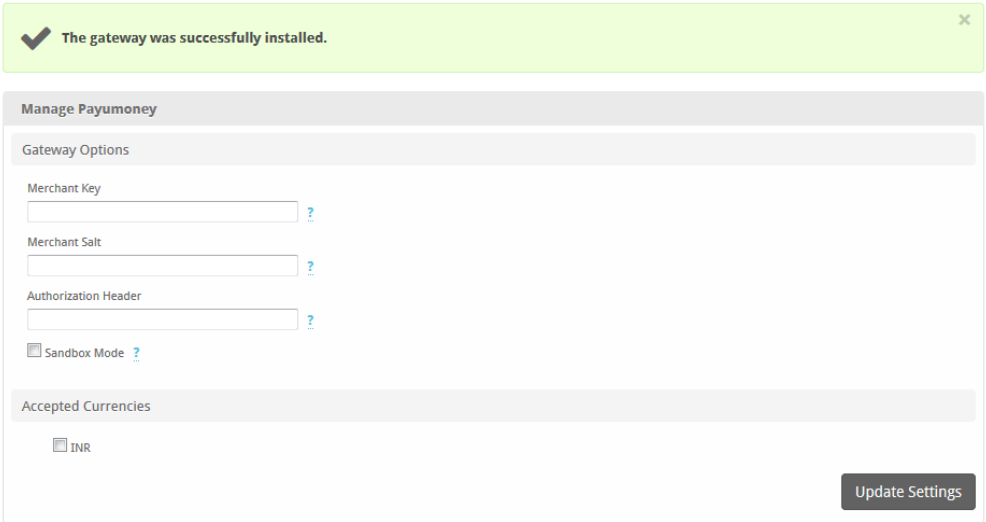 The gateway was successfully installed.
×
Manage Payumoney
Gateway Options
Merchant Key
?
Merchant Salt
?
Authorization Header
?
Sandbox Mode ?
Accepted Currencies
INR
Update Settings